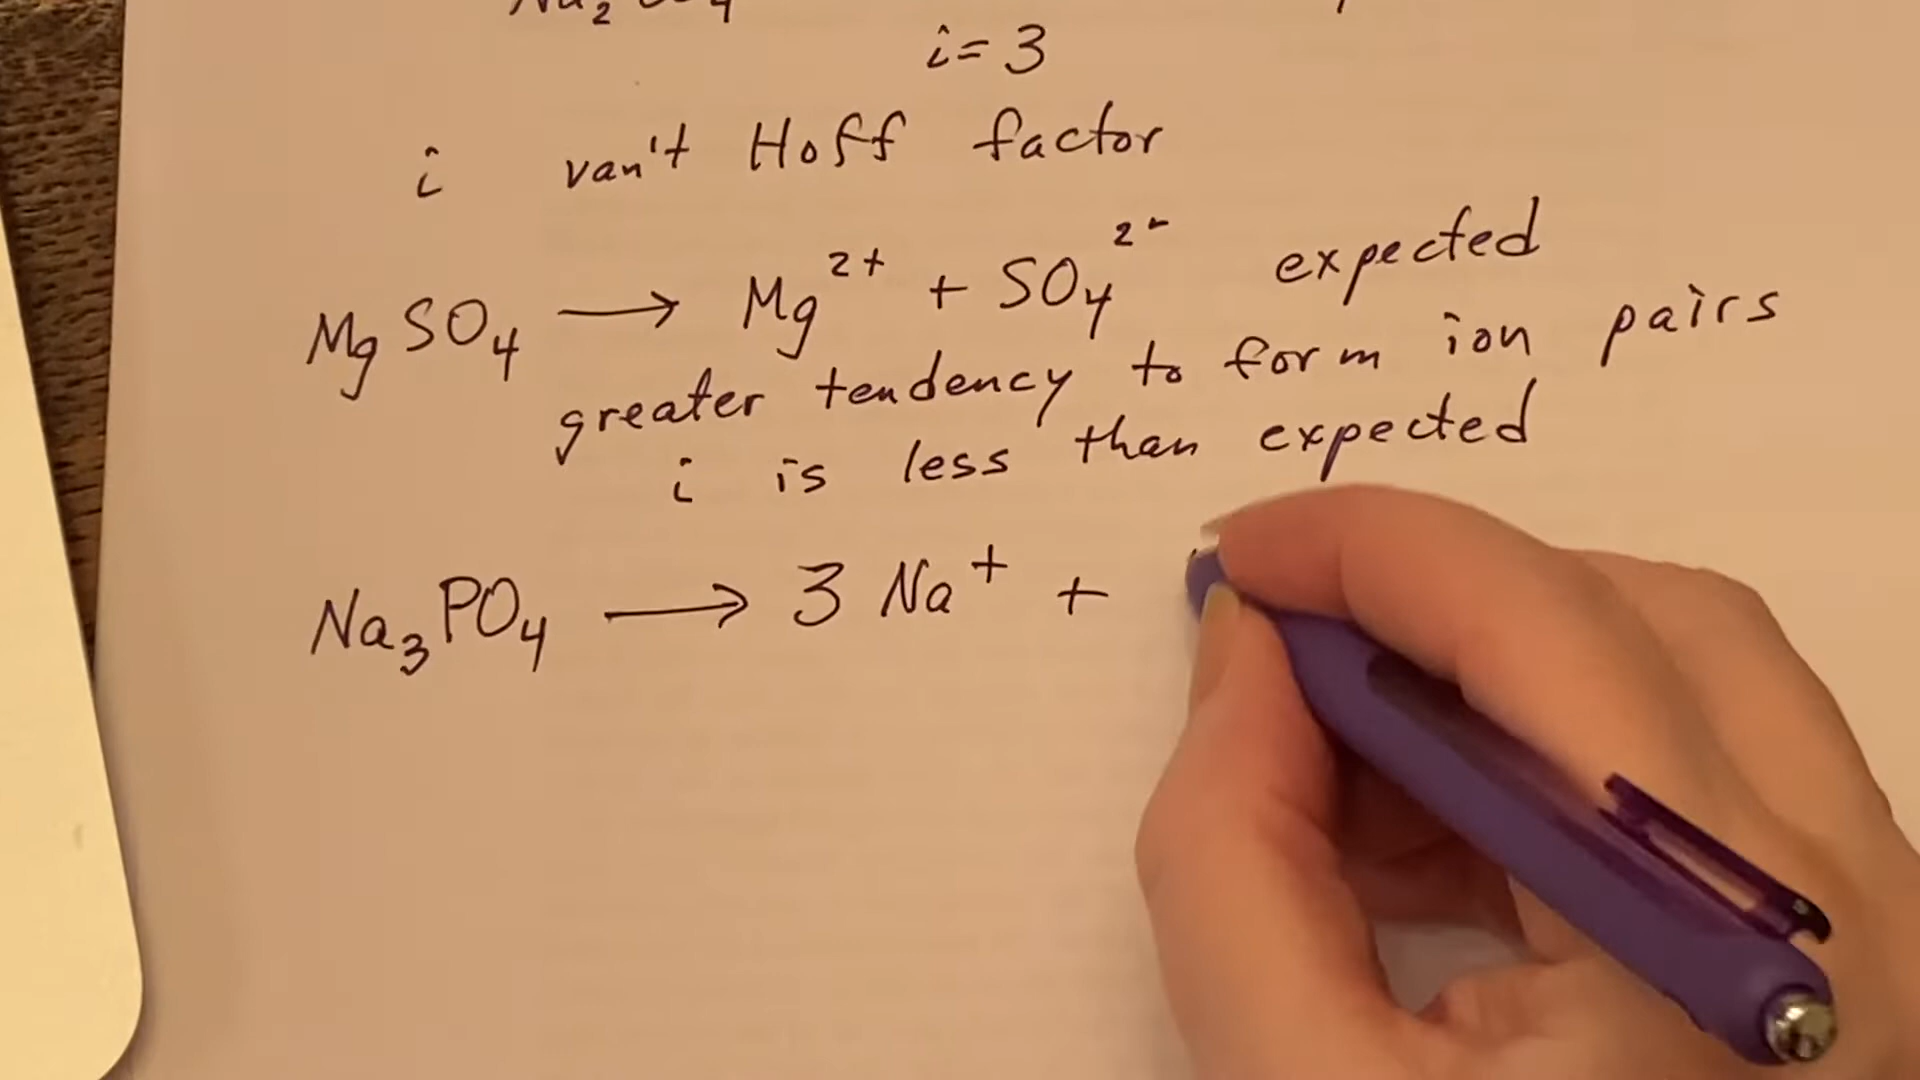 i=3
i van't Hoff factor
MgSO₄ ⟶ Mg²⁺ + SO₄²⁻ expected
greater tendency to form ion pairs
i is less than expected
Na₃PO₄ ⟶ 3 Na⁺ +